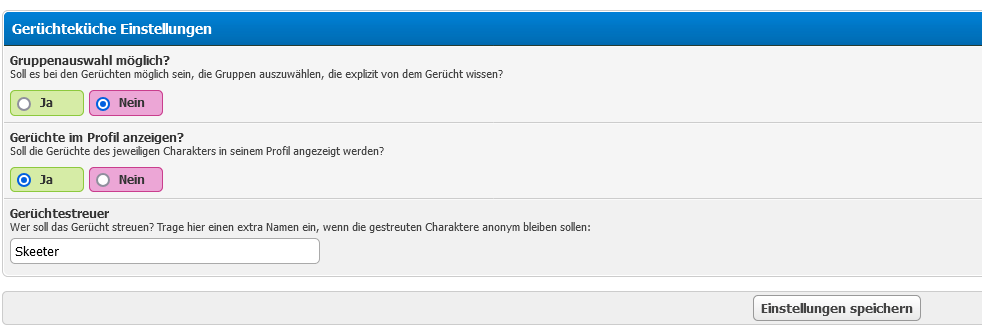 Gerüchteküche Einstellungen
Gruppenauswahl möglich?
Soll es bei den Gerüchten möglich sein, die Gruppen auszuwählen, die explizit von dem Gerücht wissen?
Ja Nein
Gerüchte im Profil anzeigen?
Soll die Gerüchte des jeweiligen Charakters in seinem Profil angezeigt werden?
Ja Nein
Gerüchtestreuer
Wer soll das Gerücht streuen? Trage hier einen extra Namen ein, wenn die gestreuten Charaktere anonym bleiben sollen:
Skeeter
Einstellungen speichern